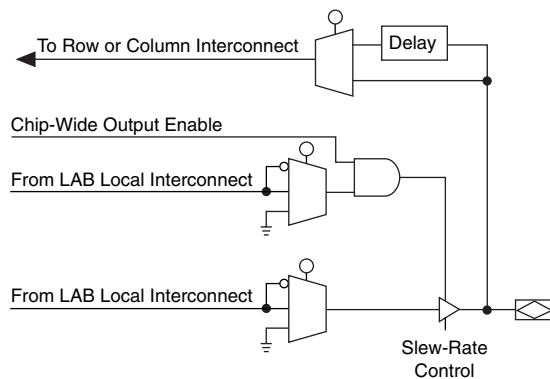 To Row or Column Interconnect
Delay
Chip-Wide Output Enable
From LAB Local Interconnect
From LAB Local Interconnect
Slew-Rate
Control